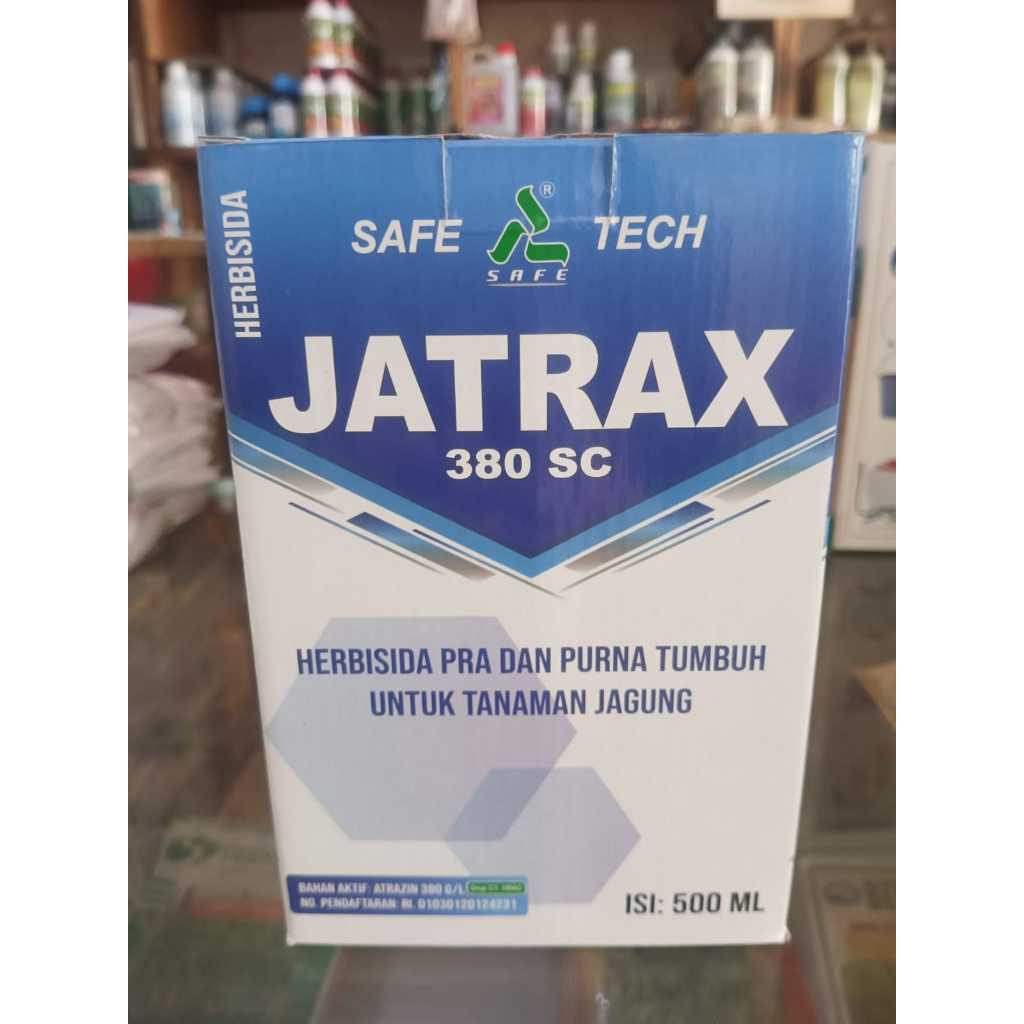 HERBISIDA
SAFE TECH
®
SAFE
JATRAX
380 SC
HERBISIDA PRA DAN PURNA TUMBUH
UNTUK TANAMAN JAGUNG
BAHAN AKTIF: ATRAZIN 380 G/L
NO. PENDAFTARAN: RI. 01030120124231
ISI: 500 ML